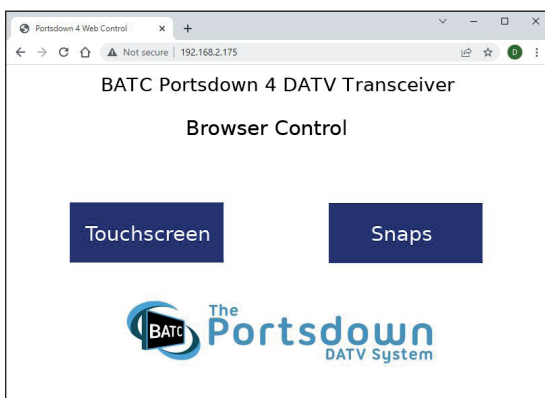 Portsdown 4 Web Control
Not secure | 192.168.2.175
D
BATC Portsdown 4 DATV Transceiver
Browser Control
Touchscreen
Snaps
BATC
The
Portsdown
DATV System